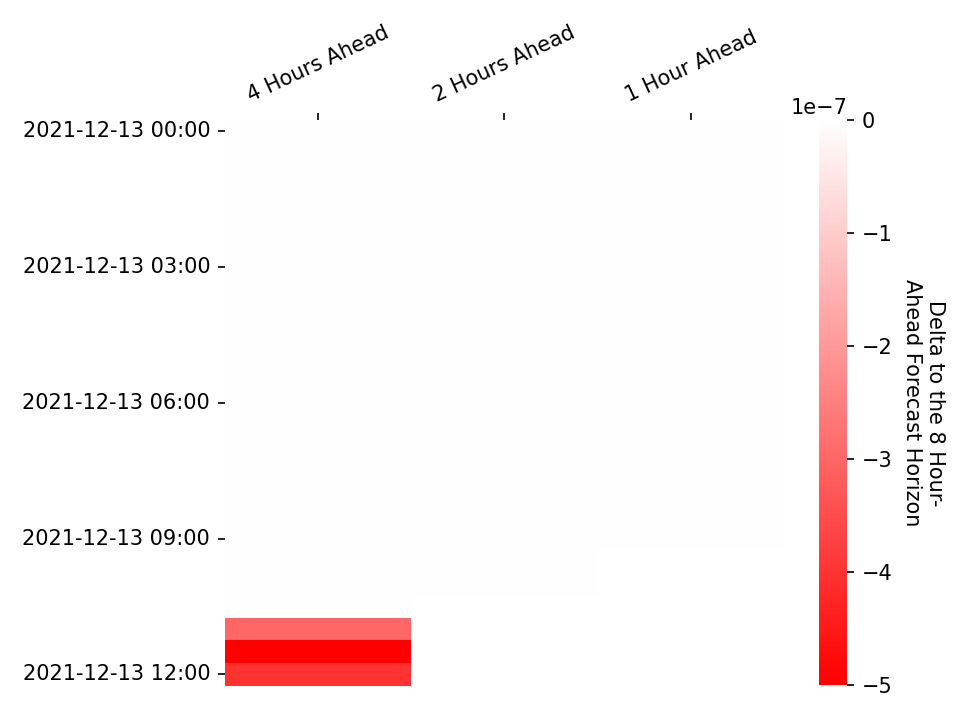 4 Hours Ahead
2 Hours Ahead
1 Hour Ahead
2021-12-13 00:00
2021-12-13 03:00
2021-12-13 06:00
2021-12-13 09:00
2021-12-13 12:00
1e−7
0
−1
−2
−3
−4
−5
Delta to the 8 Hour-
Ahead Forecast Horizon